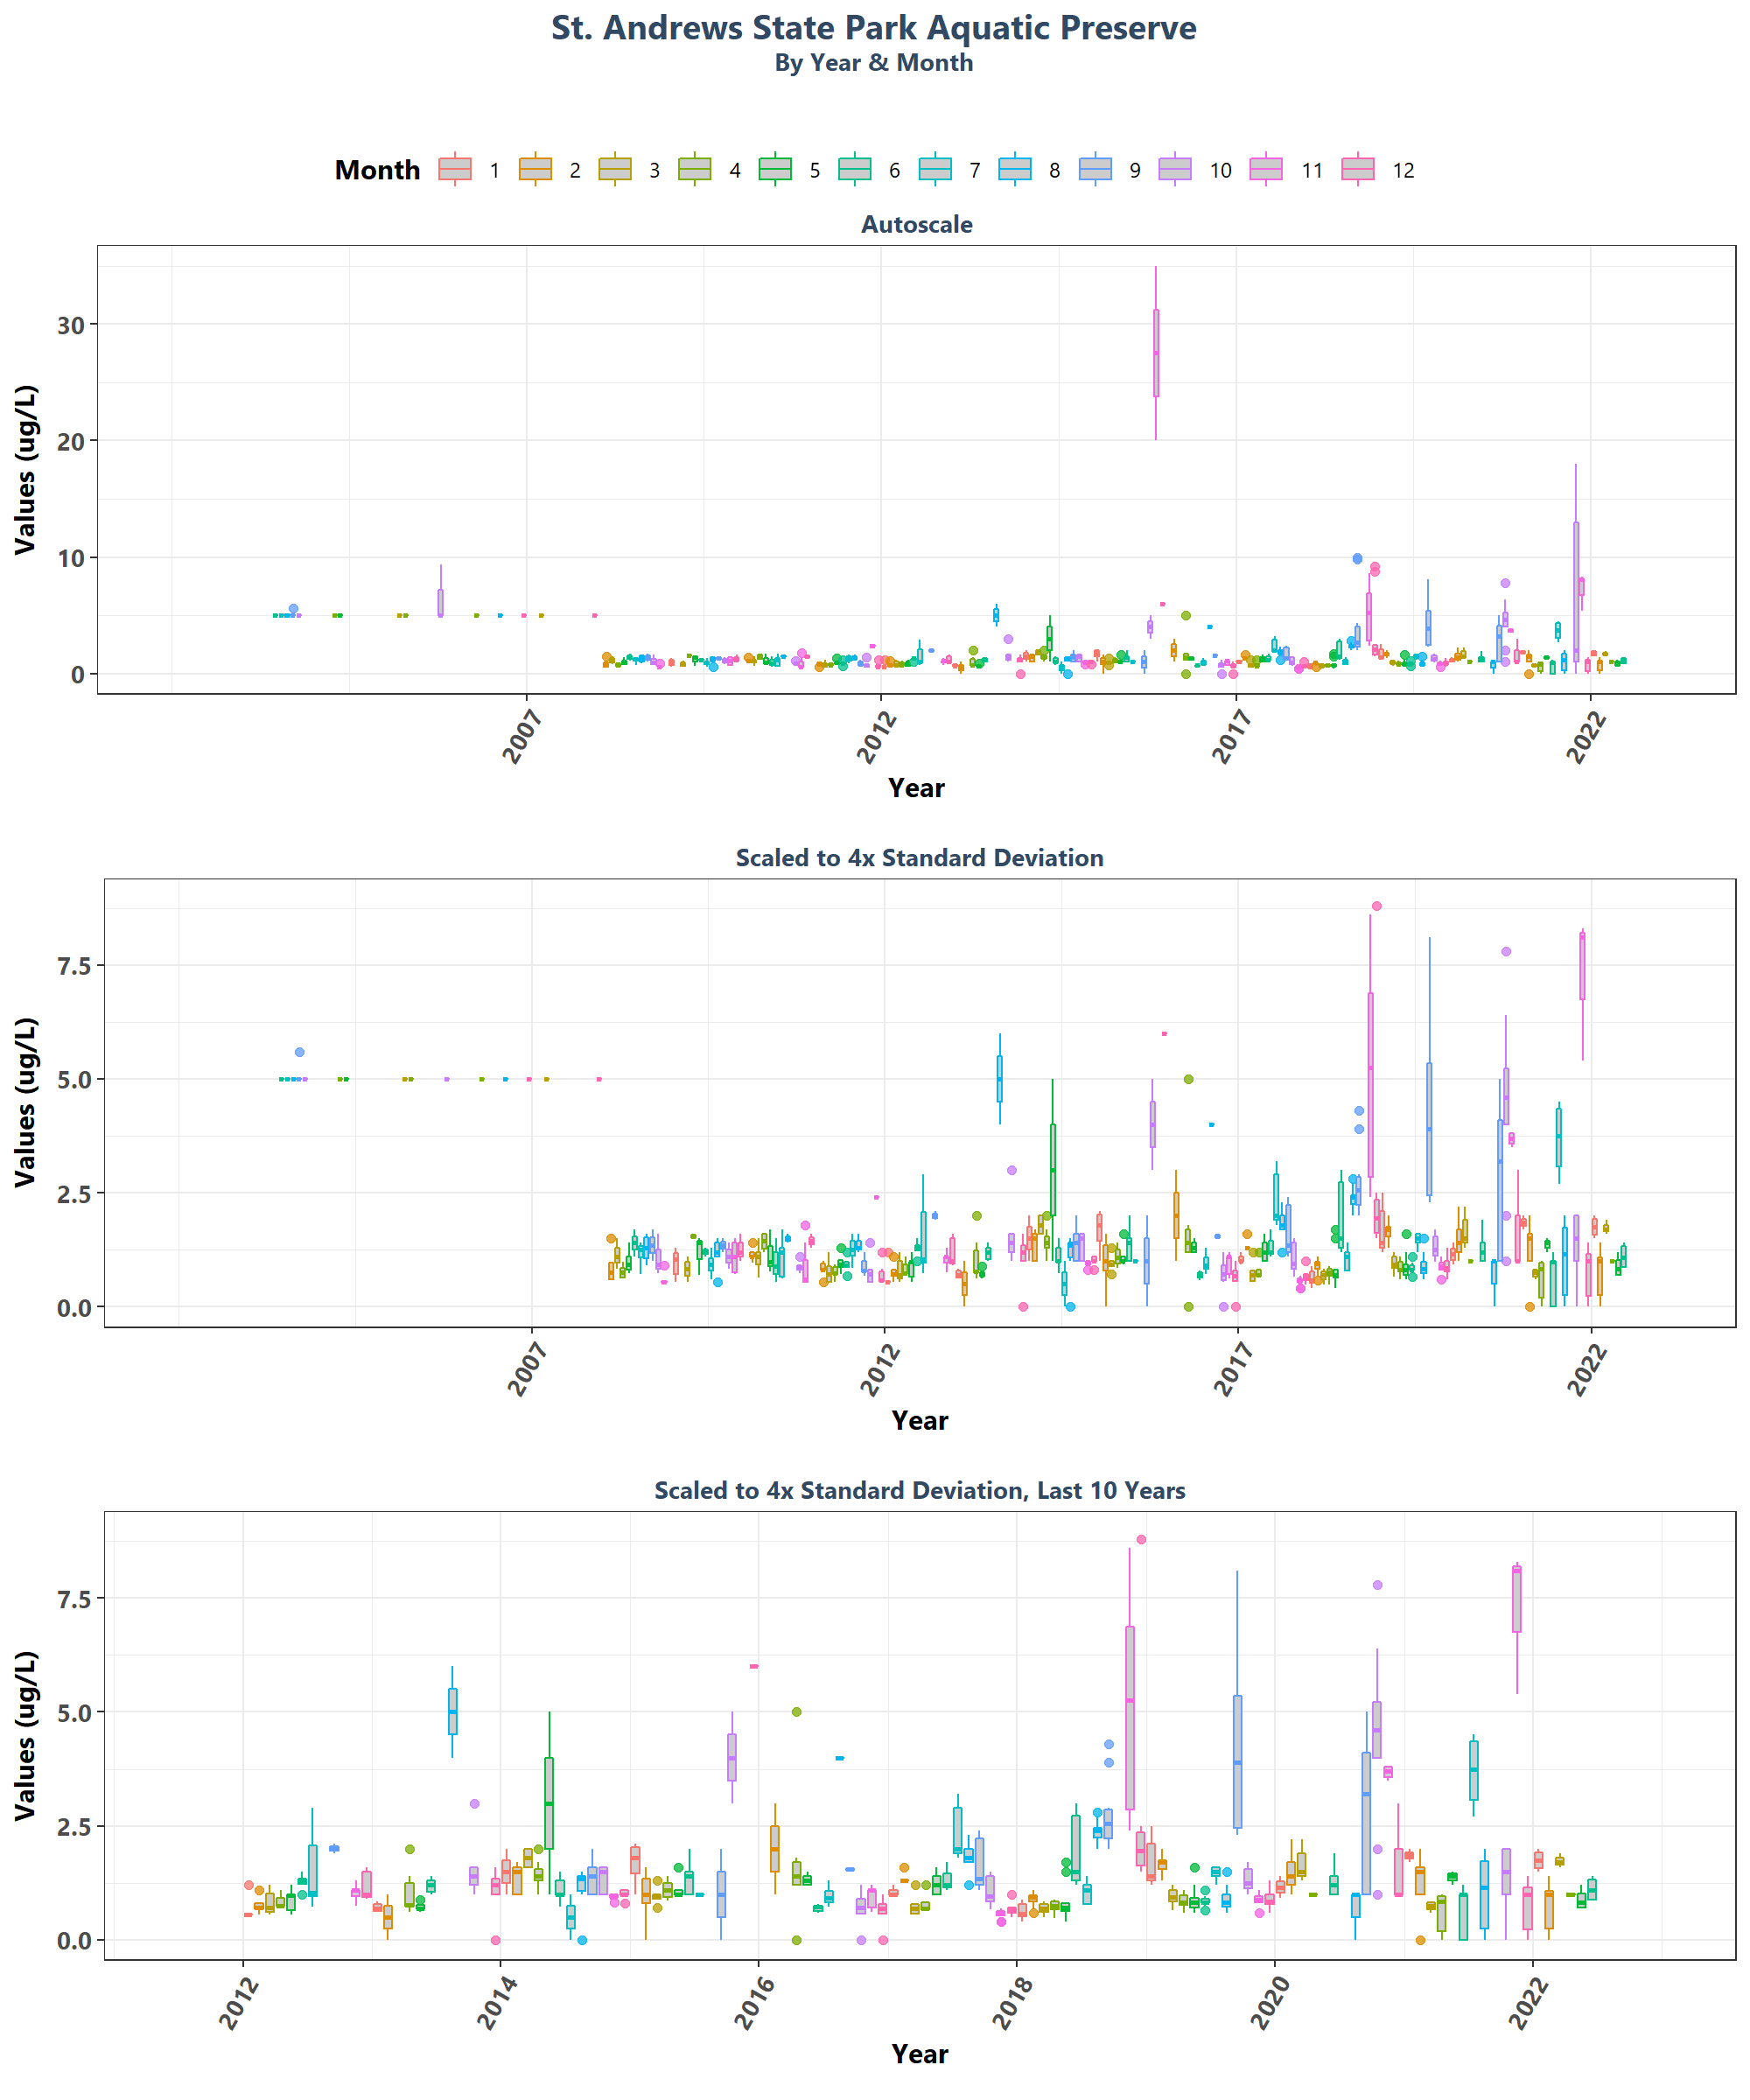 St. Andrews State Park Aquatic Preserve
By Year & Month
Month 1 2 3 4 5 6 7 8 9 10 11 12
Autoscale
Values (ug/L)
30
20
10
0
2007 2012 2017 2022
Year
Scaled to 4x Standard Deviation
Values (ug/L)
7.5
5.0
2.5
0.0
2007 2012 2017 2022
Year
Scaled to 4x Standard Deviation, Last 10 Years
Values (ug/L)
7.5
5.0
2.5
0.0
2012 2014 2016 2018 2020 2022
Year